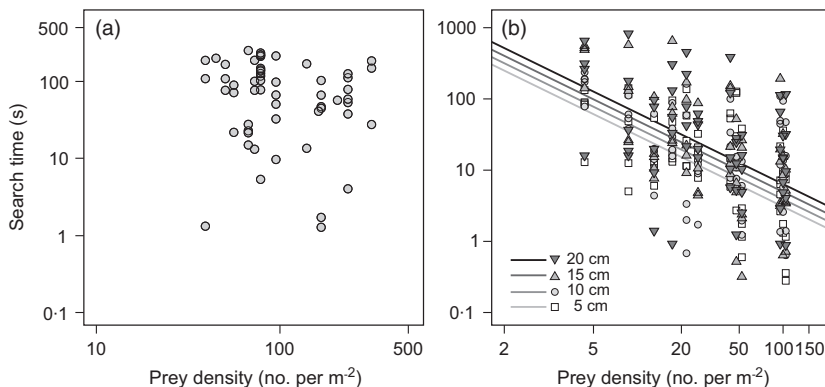 (a)
Search time (s)
500
100
10
1
0·1
10
100
500
Prey density (no. per m-2)
(b)
1000
100
10
1
0·1
20 cm
15 cm
10 cm
5 cm
2
5
20
50
100
150
Prey density (no. per m-2)